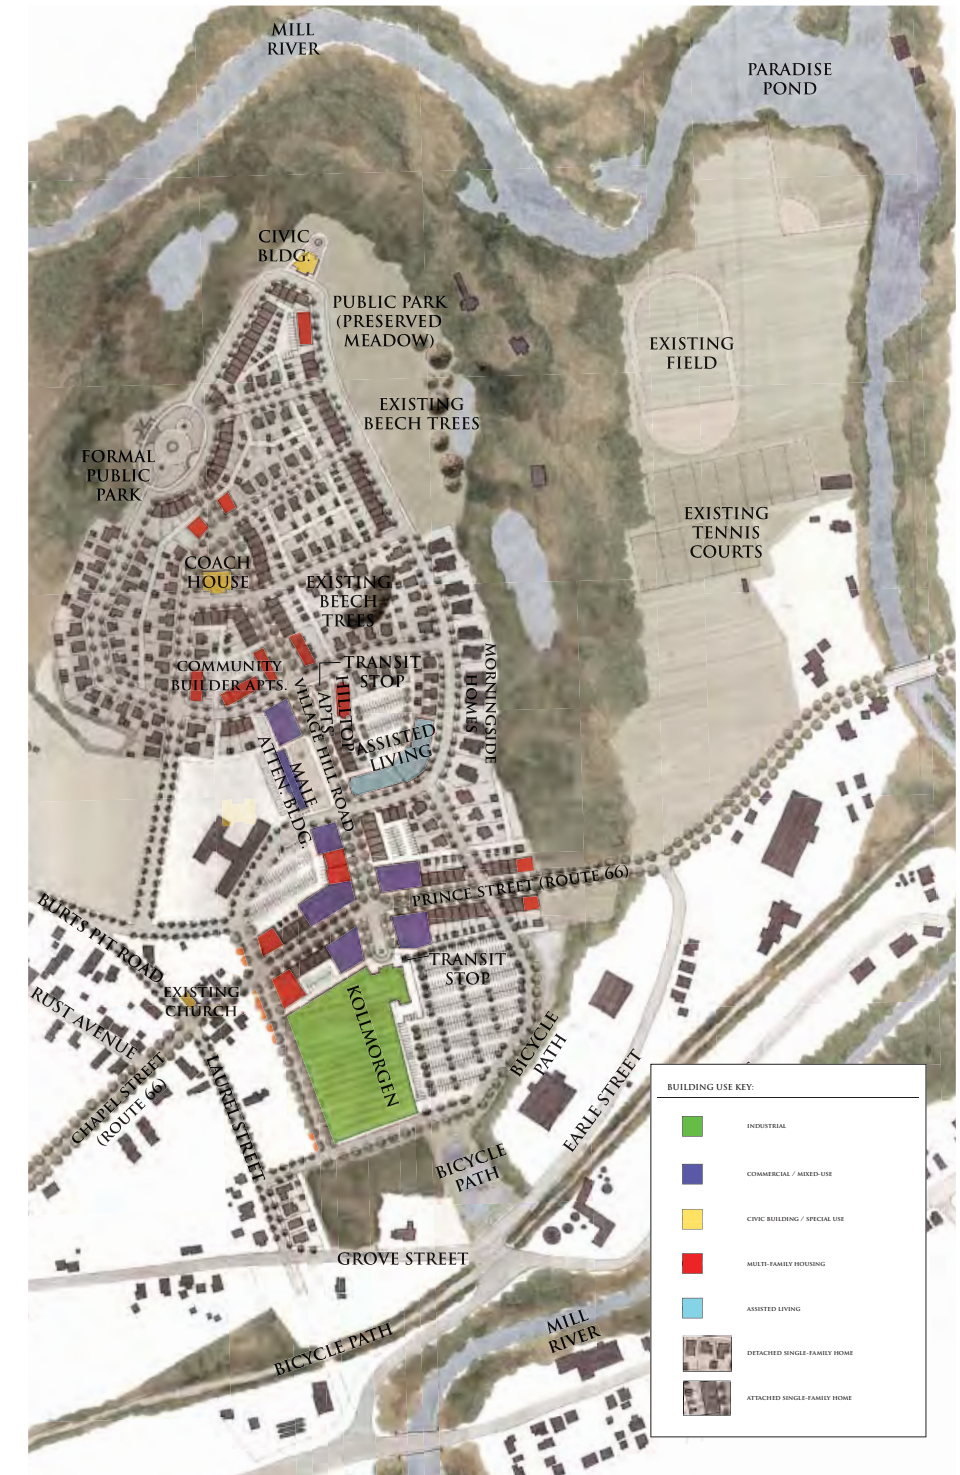 MILL
RIVER
PARADISE
POND
CIVIC
BLDG.
PUBLIC PARK
(PRESERVED
MEADOW)
EXISTING
FIELD
EXISTING
BEECH TREES
FORMAL
PUBLIC
PARK
EXISTING
TENNIS
COURTS
COACH
HOUSE
EXISTING
BEECH
TREES
COMMUNITY
BUILDER APTS.
TRANSIT
STOP
HILLTOP
APTS.
MORNINGSIDE
HOMES
VILLAGE HILL ROAD
ASSISTED
LIVING
MALE
ATTEN. BLDG.
PRINCE STREET (ROUTE 66)
BURTS PIT ROAD
TRANSIT
STOP
EXISTING
CHURCH
RUST AVENUE
KOLLMORGEN
CHAPEL STREET
(ROUTE 66)
LAUREL STREET
BICYCLE
PATH
EARLE STREET
BICYCLE
PATH
GROVE STREET
BICYCLE PATH
MILL
RIVER
BUILDING USE KEY:
INDUSTRIAL
COMMERCIAL / MIXED-USE
CIVIC BUILDING / SPECIAL USE
MULTI-FAMILY HOUSING
ASSISTED LIVING
DETACHED SINGLE-FAMILY HOME
ATTACHED SINGLE-FAMILY HOME